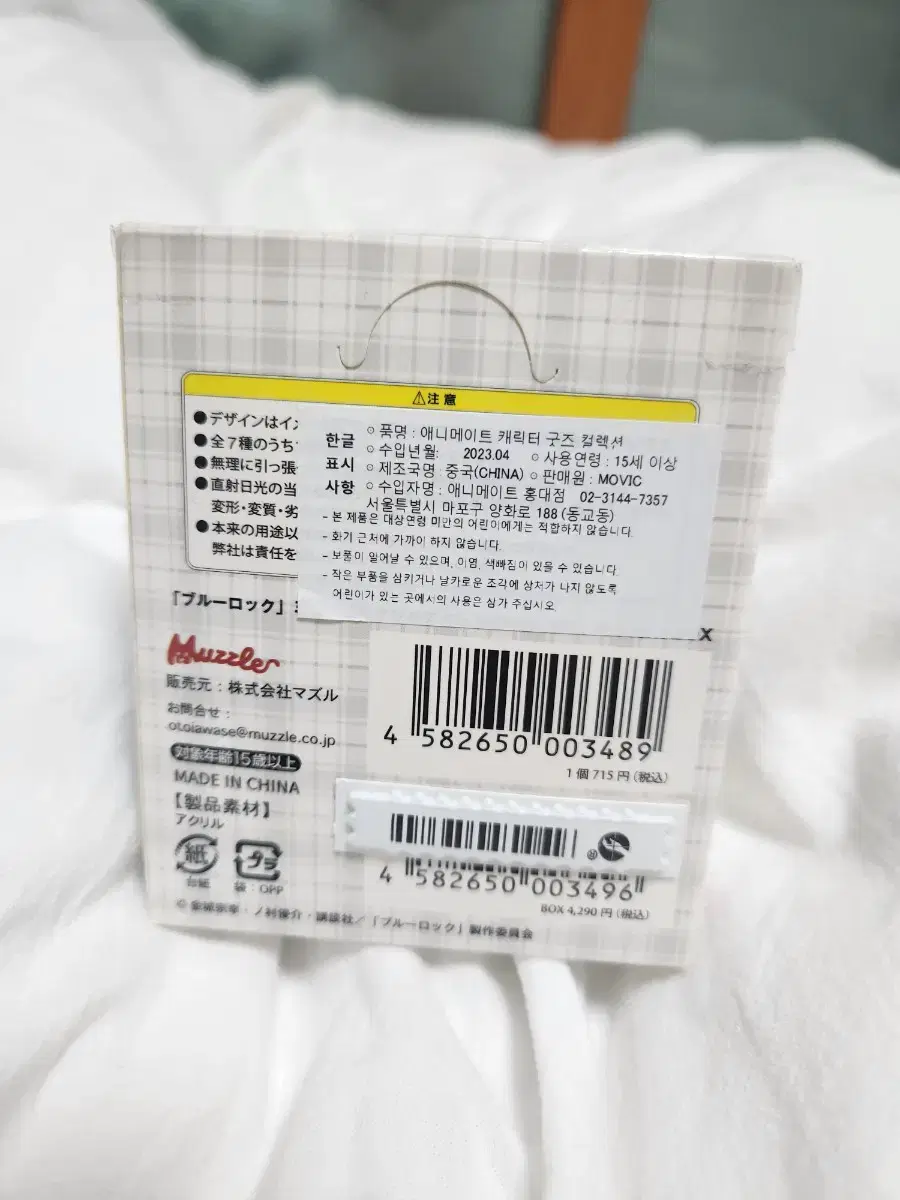 ⚠注意
●デザインはイメ
●全7種のうち
●無理に引っ張
●直射日光の当
変形・変質・劣
●本来の用途以
弊社は責任を
한글 표시 사항
○ 품명 : 애니메이트 캐릭터 굿즈 컬렉션
○ 수입년월: 2023.04 ○ 사용연령 : 15세 이상
○ 제조국명 : 중국(CHINA) ○ 판매원 : MOVIC
○ 수입자명 : 애니메이트 홍대점 02-3144-7357
서울특별시 마포구 양화로 188 (동교동)
- 본 제품은 대상연령 미만의 어린이에게는 적합하지 않습니다.
- 화기 근처에 가까이 하지 않습니다.
- 보풀이 일어날 수 있으며, 이염, 색빠짐이 있을 수 있습니다.
- 작은 부품을 삼키거나 날카로운 조각에 상처가 나지 않도록
어린이가 있는 곳에서의 사용은 삼가 주십시오.
「ブルーロック」
X
Muzzle
販売元：株式会社マズル
お問合せ：
otoiawase@muzzle.co.jp
対象年齢15歳以上
MADE IN CHINA
【製品素材】
アクリル
紙
台紙
プラ
袋：OPP
4 582650 003489
1個 715円（税込）
4 582650 003496
BOX 4,290円（税込）
© 金城宗幸・ノ村優介・講談社／「ブルーロック」製作委員会